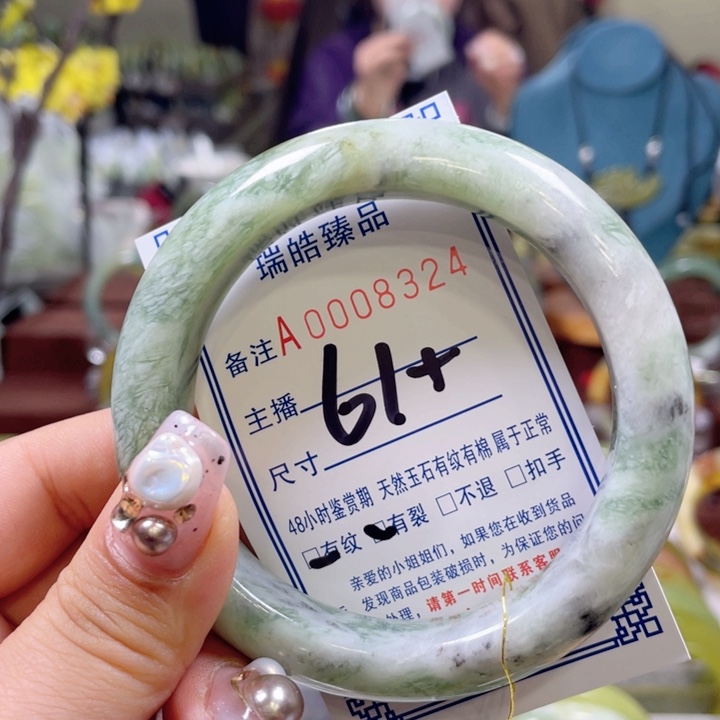 瑞皓臻品
备注A0008324
主播
61+
尺寸
48小时鉴赏期 天然玉石有纹有棉 属于正常
□有纹 □有裂 □不退 □扣手
亲爱的小姐姐们，如果您在收到货品
发现商品包装破损时，为保证您的问
处理，请第一时间联系客服